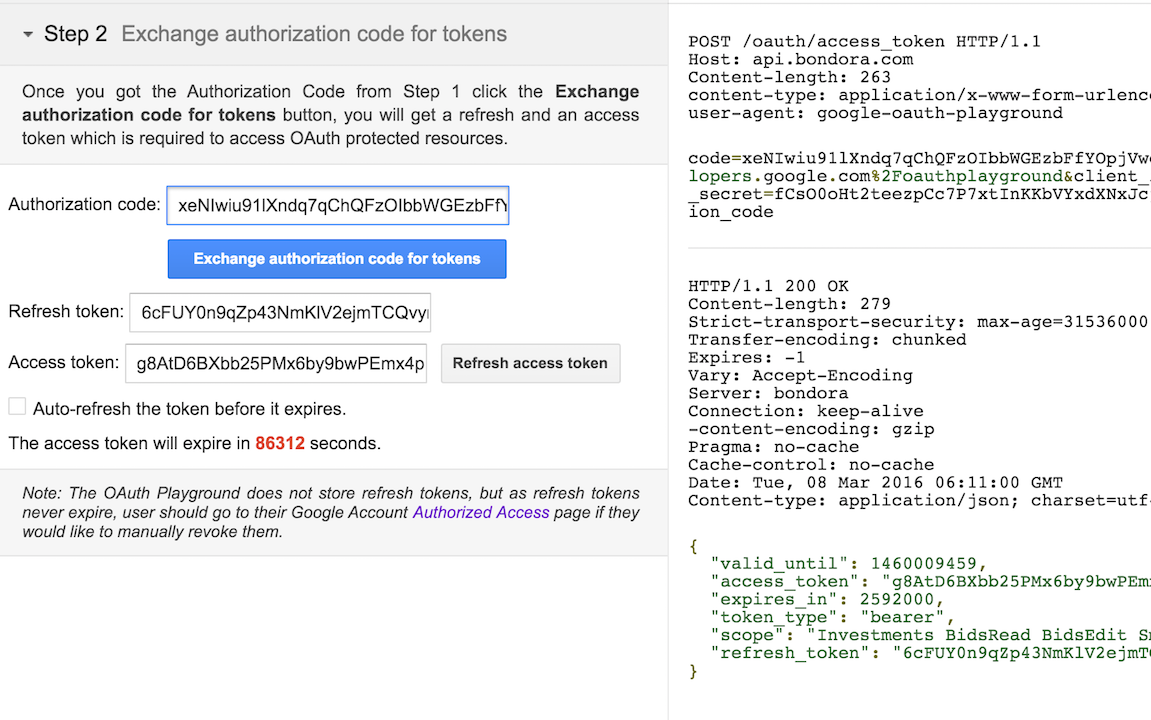 Step 2 Exchange authorization code for tokens
Once you got the Authorization Code from Step 1 click the Exchange
authorization code for tokens button, you will get a refresh and an access
token which is required to access OAuth protected resources.
Authorization code: xeNIwiu91lXndq7qChQFzOIbbWGEzbFfY
Exchange authorization code for tokens
Refresh token: 6cFUY0n9qZp43NmKlV2ejmTCQvy
Access token: g8AtD6BXbb25PMx6by9bwPEmx4p
Refresh access token
Auto-refresh the token before it expires.
The access token will expire in 86312 seconds.
Note: The OAuth Playground does not store refresh tokens, but as refresh tokens
never expire, user should go to their Google Account Authorized Access page if they
would like to manually revoke them.
POST /oauth/access_token HTTP/1.1
Host: api.bondora.com
Content-length: 263
content-type: application/x-www-form-urlenc
user-agent: google-oauth-playground
code=xeNIwiu91lXndq7qChQFzOIbbWGEzbFfYOpjVw
lopers.google.com%2Foauthplayground&client_
_secret=fCsO0oHt2teezpCc7P7xtInKKbVYxdXNxJc
ion_code
HTTP/1.1 200 OK
Content-length: 279
Strict-transport-security: max-age=31536000
Transfer-encoding: chunked
Expires: -1
Vary: Accept-Encoding
Server: bondora
Connection: keep-alive
-content-encoding: gzip
Pragma: no-cache
Cache-control: no-cache
Date: Tue, 08 Mar 2016 06:11:00 GMT
Content-type: application/json; charset=utf-
{
"valid_until": 1460009459,
"access_token": "g8AtD6BXbb25PMx6by9bwPEm
"expires_in": 2592000,
"token_type": "bearer",
"scope": "Investments BidsRead BidsEdit S
"refresh_token": "6cFUY0n9qZp43NmKlV2ejmT
}